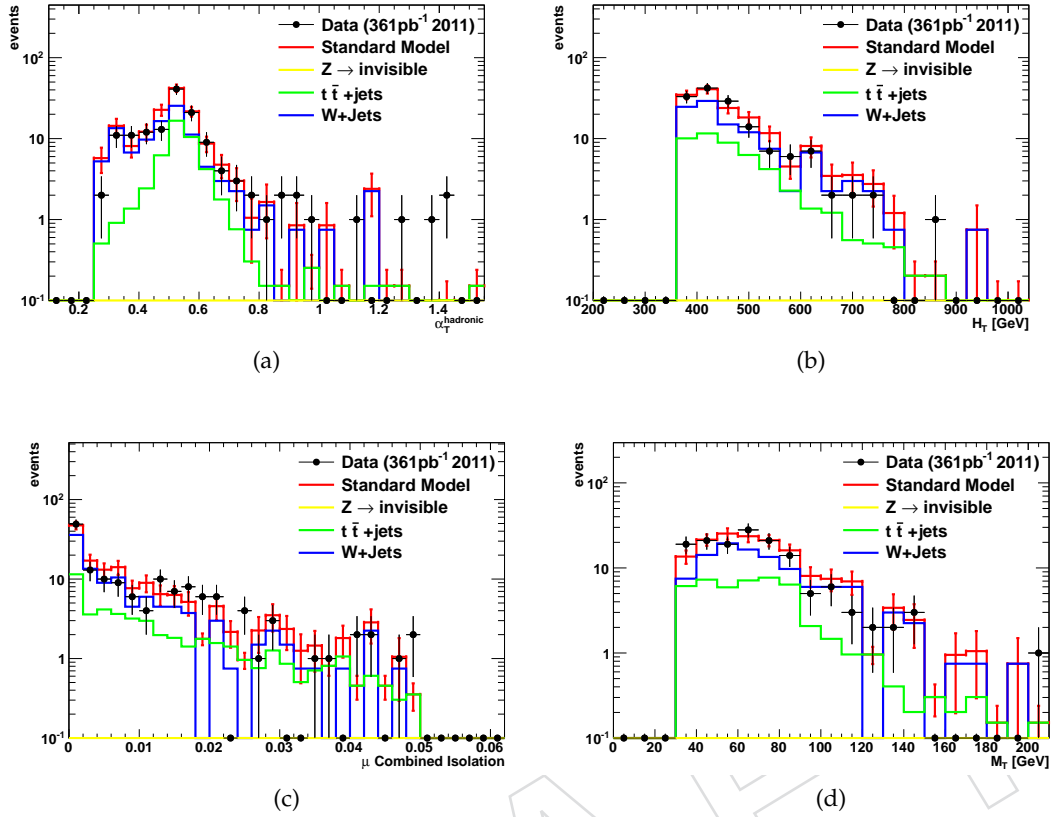 events
10²
10
1
10⁻¹
0.2 0.4 0.6 0.8 1 1.2 1.4
α_T^hadronic
Data (361pb⁻¹ 2011)
Standard Model
Z → invisible
t t̄ +jets
W+Jets
(a)
events
10²
10
1
10⁻¹
200 300 400 500 600 700 800 900 1000
H_T [GeV]
Data (361pb⁻¹ 2011)
Standard Model
Z → invisible
t t̄ +jets
W+Jets
(b)
events
10²
10
1
10⁻¹
0 0.01 0.02 0.03 0.04 0.05 0.06
μ Combined Isolation
Data (361pb⁻¹ 2011)
Standard Model
Z → invisible
t t̄ +jets
W+Jets
(c)
events
10²
10
1
10⁻¹
0 20 40 60 80 100 120 140 160 180 200
M_T [GeV]
Data (361pb⁻¹ 2011)
Standard Model
Z → invisible
t t̄ +jets
W+Jets
(d)